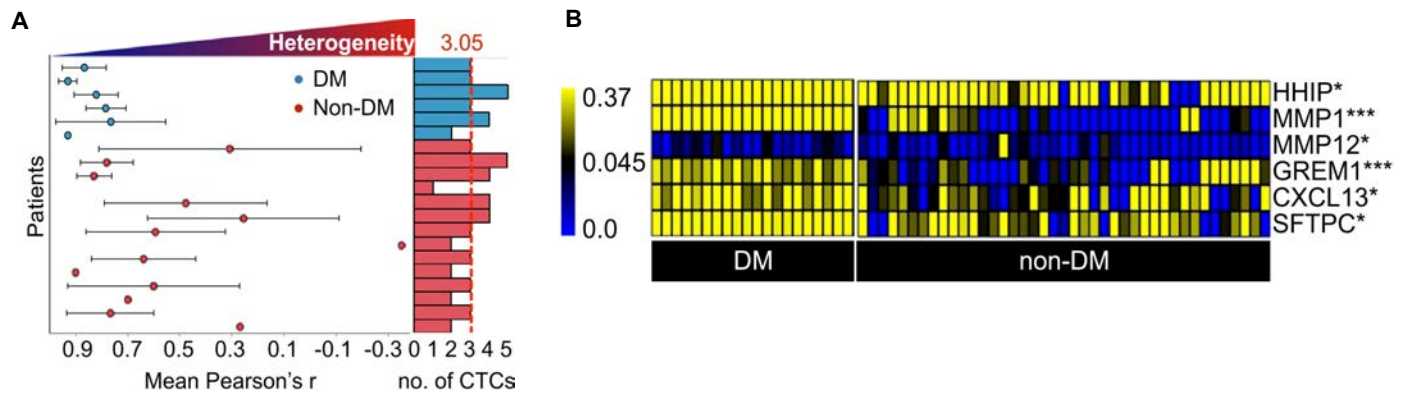 A
Heterogeneity
3.05
DM
Non-DM
Patients
0.9 0.7 0.5 0.3 0.1 -0.1 -0.3
0 1 2 3 4 5
Mean Pearson's r
no. of CTCs
B
0.37
0.045
0.0
HHIP*
MMP1***
MMP12*
GREM1***
CXCL13*
SFTPC*
DM
non-DM